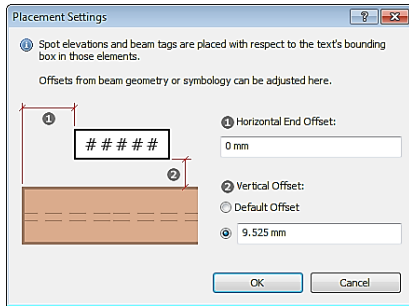 Placement Settings
?
Spot elevations and beam tags are placed with respect to the text's bounding
box in those elements.
Offsets from beam geometry or symbology can be adjusted here.
1
# # # # #
2
1 Horizontal End Offset:
0 mm
2 Vertical Offset:
Default Offset
9.525 mm
OK
Cancel